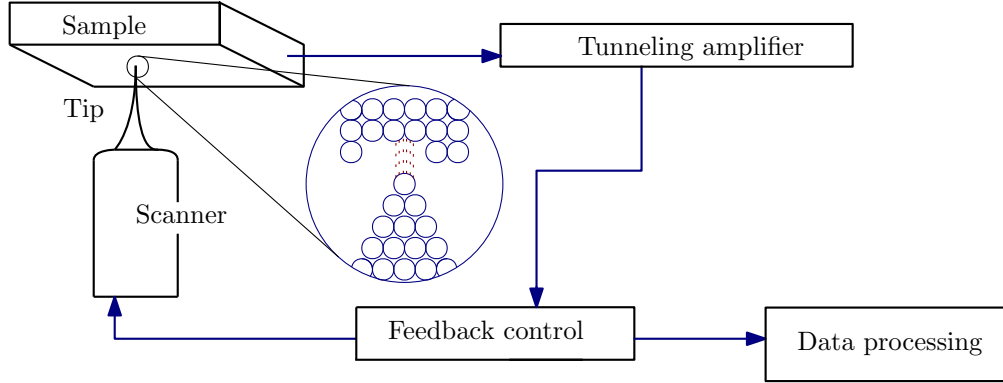 Sample
Tunneling amplifier
Tip
Scanner
Feedback control
Data processing